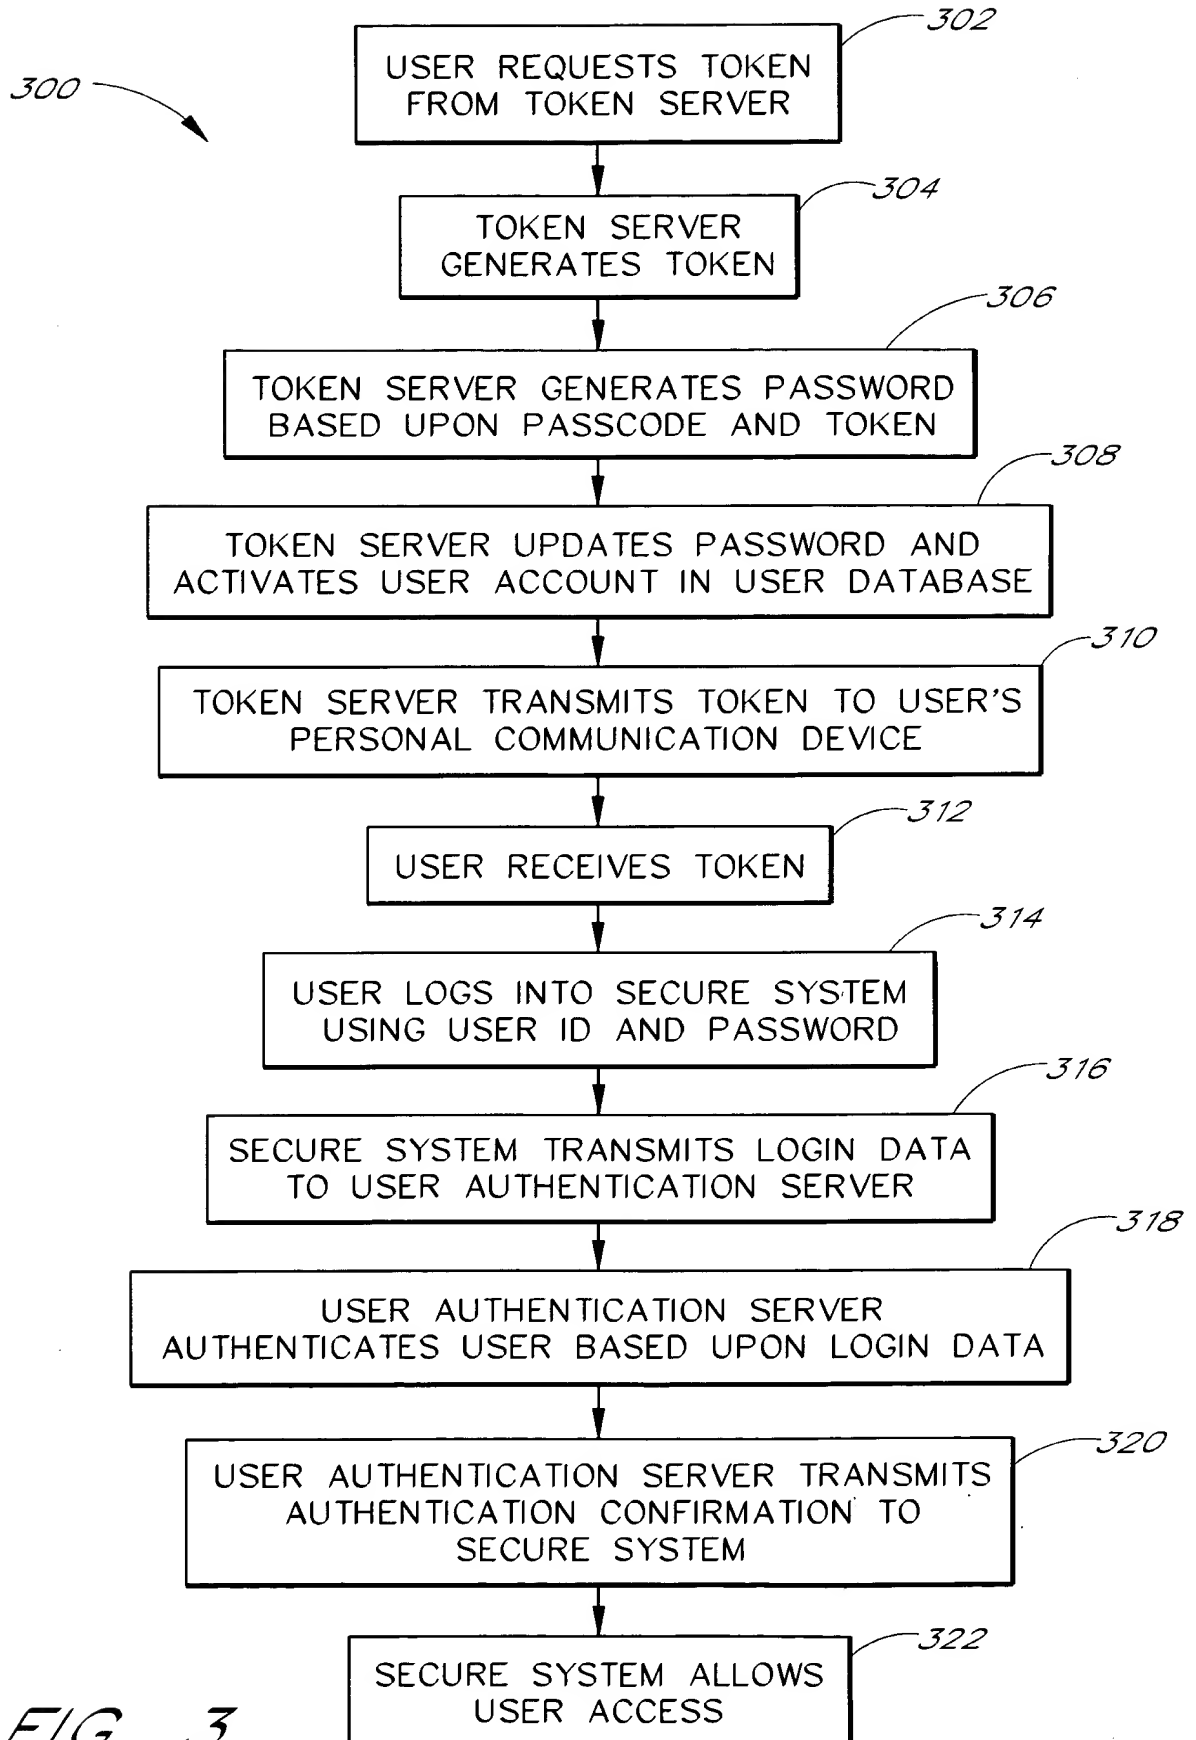 302
300
USER REQUESTS TOKEN
FROM TOKEN SERVER
304
TOKEN SERVER
GENERATES TOKEN
306
TOKEN SERVER GENERATES PASSWORD
BASED UPON PASSCODE AND TOKEN
308
TOKEN SERVER UPDATES PASSWORD AND
ACTIVATES USER ACCOUNT IN USER DATABASE
310
TOKEN SERVER TRANSMITS TOKEN TO USER'S
PERSONAL COMMUNICATION DEVICE
312
USER RECEIVES TOKEN
314
USER LOGS INTO SECURE SYSTEM
USING USER ID AND PASSWORD
316
SECURE SYSTEM TRANSMITS LOGIN DATA
TO USER AUTHENTICATION SERVER
318
USER AUTHENTICATION SERVER
AUTHENTICATES USER BASED UPON LOGIN DATA
320
USER AUTHENTICATION SERVER TRANSMITS
AUTHENTICATION CONFIRMATION TO
SECURE SYSTEM
322
SECURE SYSTEM ALLOWS
USER ACCESS
FIG. 3